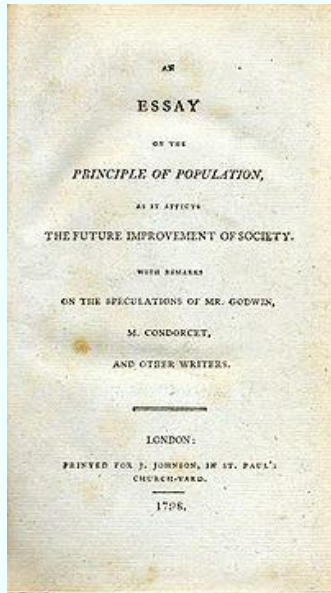 AN
ESSAY
ON THE
PRINCIPLE OF POPULATION,
AS IT AFFECTS
THE FUTURE IMPROVEMENT OF SOCIETY.
WITH REMARKS
ON THE SPECULATIONS OF MR. GODWIN,
M. CONDORCET,
AND OTHER WRITERS.
LONDON:
PRINTED FOR J. JOHNSON, IN ST. PAUL'S
CHURCH-YARD.
1798.